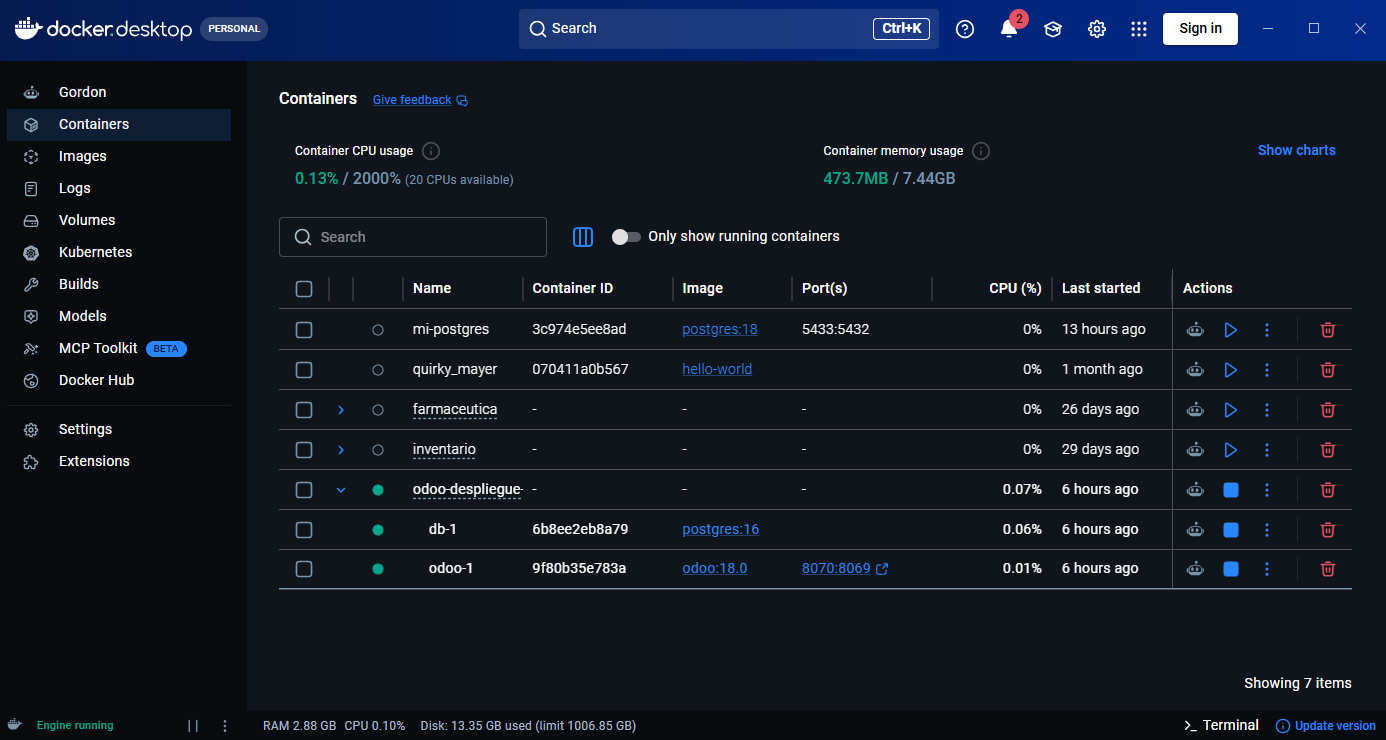 docker.desktop PERSONAL Search Ctrl+K 2 Sign in
Gordon
Containers
Images
Logs
Volumes
Kubernetes
Builds
Models
MCP Toolkit BETA
Docker Hub
Settings
Extensions
Containers Give feedback
Container CPU usage
0.13% / 2000% (20 CPUs available)
Container memory usage
473.7MB / 7.44GB
Show charts
Search Only show running containers
Name Container ID Image Port(s) CPU (%) Last started Actions
mi-postgres 3c974e5ee8ad postgres:18 5433:5432 0% 13 hours ago
quirky_mayer 070411a0b567 hello-world 0% 1 month ago
farmaceutica - - - 0% 26 days ago
inventario - - - 0% 29 days ago
odoo-despliegue- - - - 0.07% 6 hours ago
db-1 6b8ee2eb8a79 postgres:16 0.06% 6 hours ago
odoo-1 9f80b35e783a odoo:18.0 8070:8069 0.01% 6 hours ago
Showing 7 items
Engine running RAM 2.88 GB CPU 0.10% Disk: 13.35 GB used (limit 1006.85 GB) >_ Terminal Update version